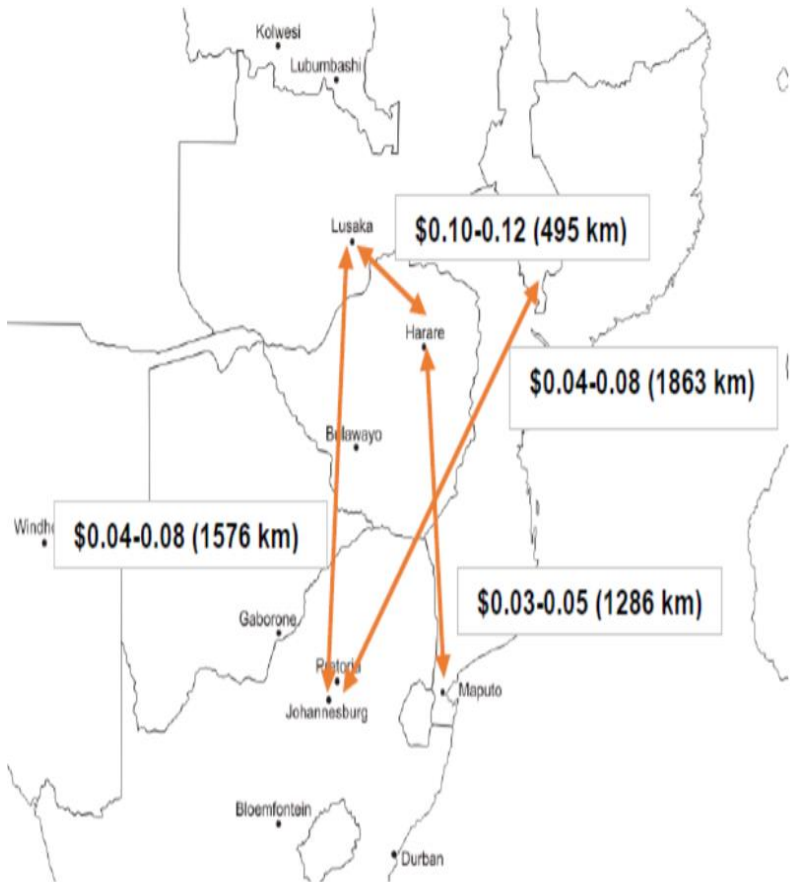 Kolwesi
Lubumbashi
Lusaka
$0.10-0.12 (495 km)
Harare
$0.04-0.08 (1863 km)
Bulawayo
Windh
$0.04-0.08 (1576 km)
$0.03-0.05 (1286 km)
Gaborone
Pretoria
Maputo
Johannesburg
Bloemfontein
Durban